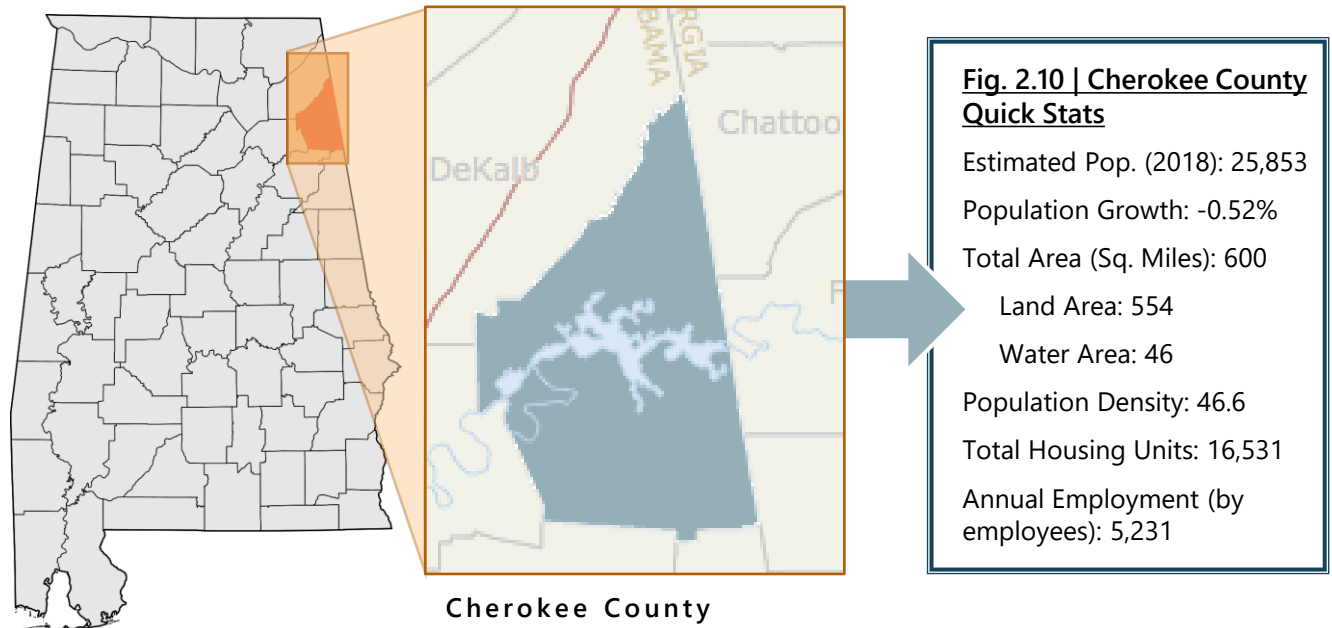 RGIA
BAMA
Chattoo
DeKalb
F
Cherokee County
Fig. 2.10 | Cherokee County
Quick Stats
Estimated Pop. (2018): 25,853
Population Growth: -0.52%
Total Area (Sq. Miles): 600
Land Area: 554
Water Area: 46
Population Density: 46.6
Total Housing Units: 16,531
Annual Employment (by
employees): 5,231